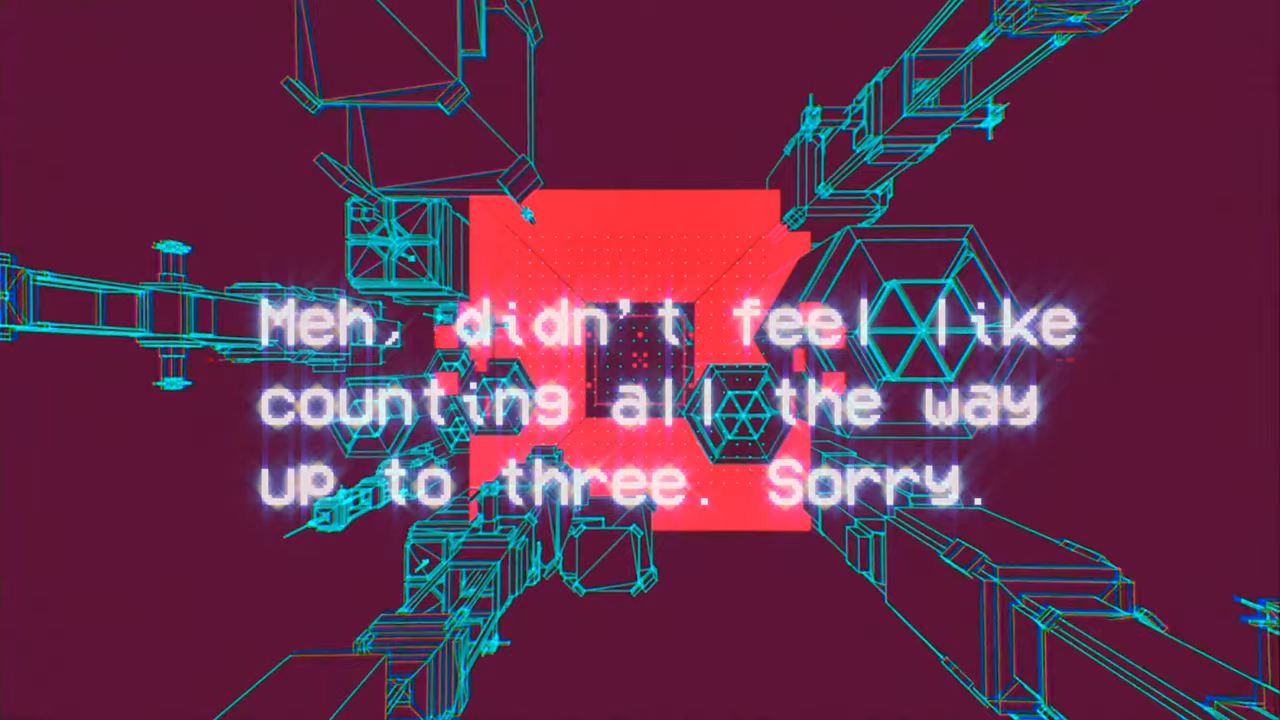 Meh, didn't feel like
counting all the way
up to three. Sorry.